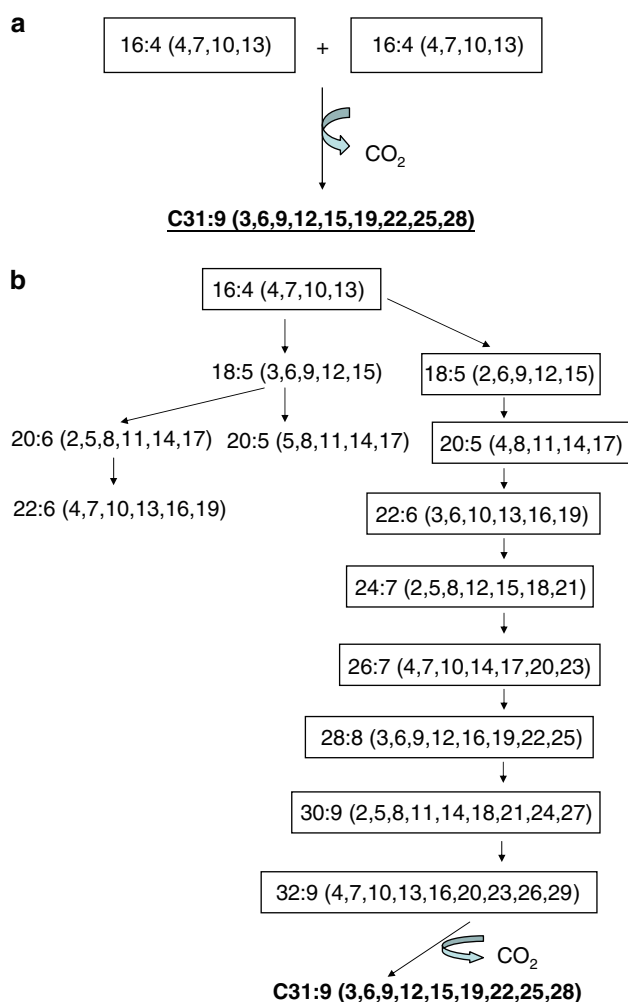 a
16:4 (4,7,10,13) + 16:4 (4,7,10,13)
CO2
C31:9 (3,6,9,12,15,19,22,25,28)
b
16:4 (4,7,10,13)
18:5 (3,6,9,12,15) 18:5 (2,6,9,12,15)
20:6 (2,5,8,11,14,17) 20:5 (5,8,11,14,17) 20:5 (4,8,11,14,17)
22:6 (4,7,10,13,16,19) 22:6 (3,6,10,13,16,19)
24:7 (2,5,8,12,15,18,21)
26:7 (4,7,10,14,17,20,23)
28:8 (3,6,9,12,16,19,22,25)
30:9 (2,5,8,11,14,18,21,24,27)
32:9 (4,7,10,13,16,20,23,26,29)
CO2
C31:9 (3,6,9,12,15,19,22,25,28)